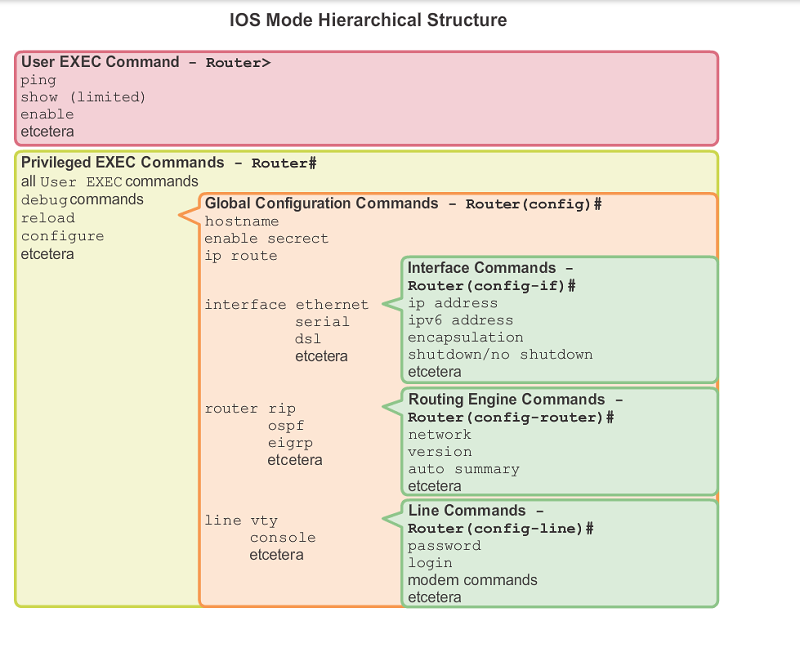 IOS Mode Hierarchical Structure
User EXEC Command - Router>
ping
show (limited)
enable
etcetera
Privileged EXEC Commands - Router#
all User EXEC commands
debug commands
reload
configure
etcetera
Global Configuration Commands - Router(config)#
hostname
enable secrect
ip route
interface ethernet
serial
dsl
etcetera
Interface Commands -
Router(config-if)#
ip address
ipv6 address
encapsulation
shutdown/no shutdown
etcetera
router rip
ospf
eigrp
etcetera
Routing Engine Commands -
Router(config-router)#
network
version
auto summary
etcetera
line vty
console
etcetera
Line Commands -
Router(config-line)#
password
login
modem commands
etcetera